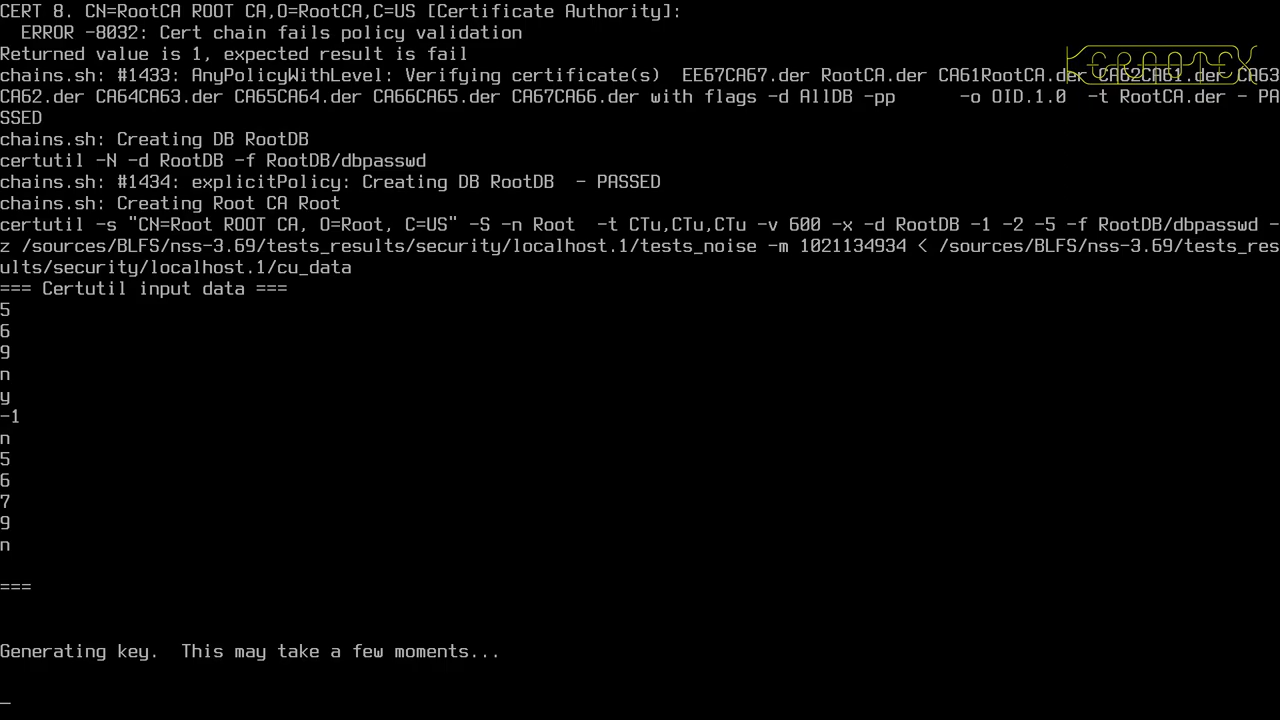 CERT 8. CN=RootCA ROOT CA,O=RootCA,C=US [Certificate Authority]:
  ERROR -8032: Cert chain fails policy validation
Returned value is 1, expected result is fail
chains.sh: #1433: AnyPolicyWithLevel: Verifying certificate(s)  EE67CA67.der RootCA.der CA61RootCA.der CA62CA61.der CA63
CA62.der CA64CA63.der CA65CA64.der CA66CA65.der CA67CA66.der with flags -d AllDB -pp      -o OID.1.0  -t RootCA.der - PA
SSED
chains.sh: Creating DB RootDB
certutil -N -d RootDB -f RootDB/dbpasswd
chains.sh: #1434: explicitPolicy: Creating DB RootDB  - PASSED
chains.sh: Creating Root CA Root
certutil -s "CN=Root ROOT CA, O=Root, C=US" -S -n Root  -t CTu,CTu,CTu -v 600 -x -d RootDB -1 -2 -5 -f RootDB/dbpasswd -
z /sources/BLFS/nss-3.69/tests_results/security/localhost.1/tests_noise -m 1021134934 < /sources/BLFS/nss-3.69/tests_res
ults/security/localhost.1/cu_data
=== Certutil input data ===
5
6
9
n
y
-1
n
5
6
7
9
n
===
Generating key.  This may take a few moments...
_